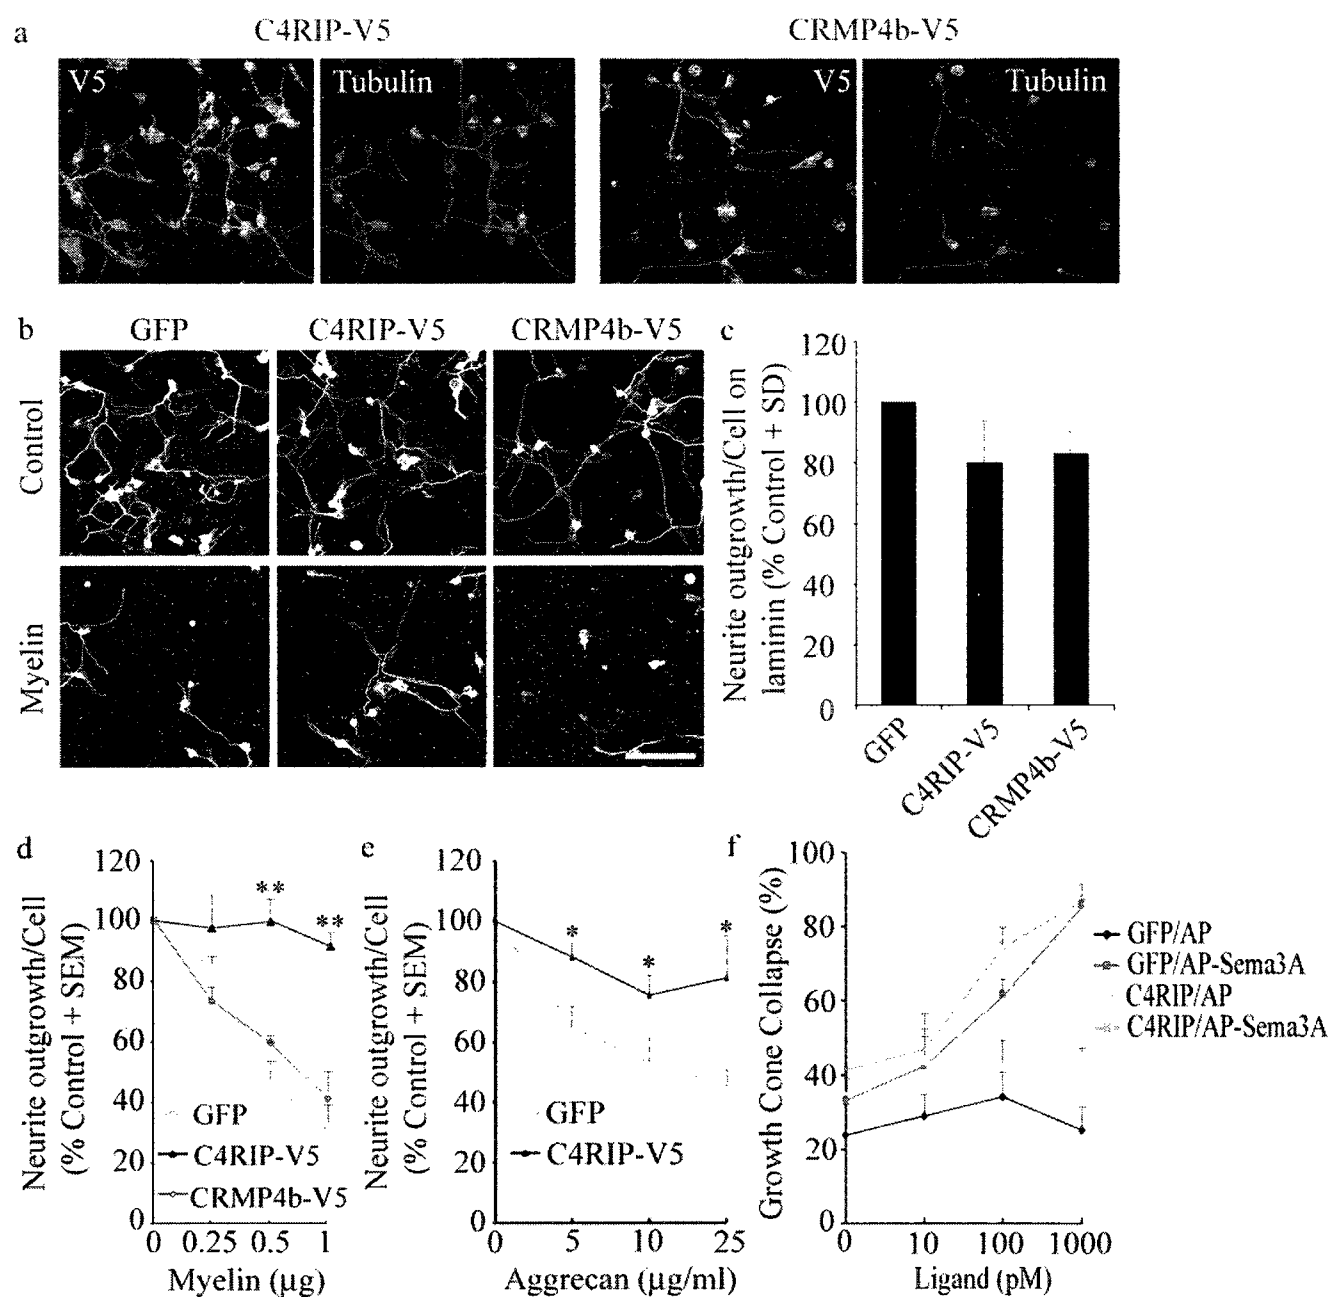 a
C4RIP-V5
CRMP4b-V5
V5
Tubulin
V5
Tubulin
b
GFP
C4RIP-V5
CRMP4b-V5
Control
Myelin
c
Neurite outgrowth/Cell on
laminin (% Control + SD)
120
100
80
60
40
20
0
GFP
C4RIP-V5
CRMP4b-V5
d
Neurite outgrowth/Cell
(% Control + SEM)
120
100
80
60
40
20
0
**
**
GFP
C4RIP-V5
CRMP4b-V5
0 0.25 0.5 1
Myelin (µg)
e
Neurite outgrowth/Cell
(% Control + SEM)
120
100
80
60
40
20
0
*
*
*
GFP
C4RIP-V5
0 5 10 25
Aggrecan (µg/ml)
f
Growth Cone Collapse (%)
100
80
60
40
20
0
0 10 100 1000
Ligand (pM)
GFP/AP
GFP/AP-Sema3A
C4RIP/AP
C4RIP/AP-Sema3A